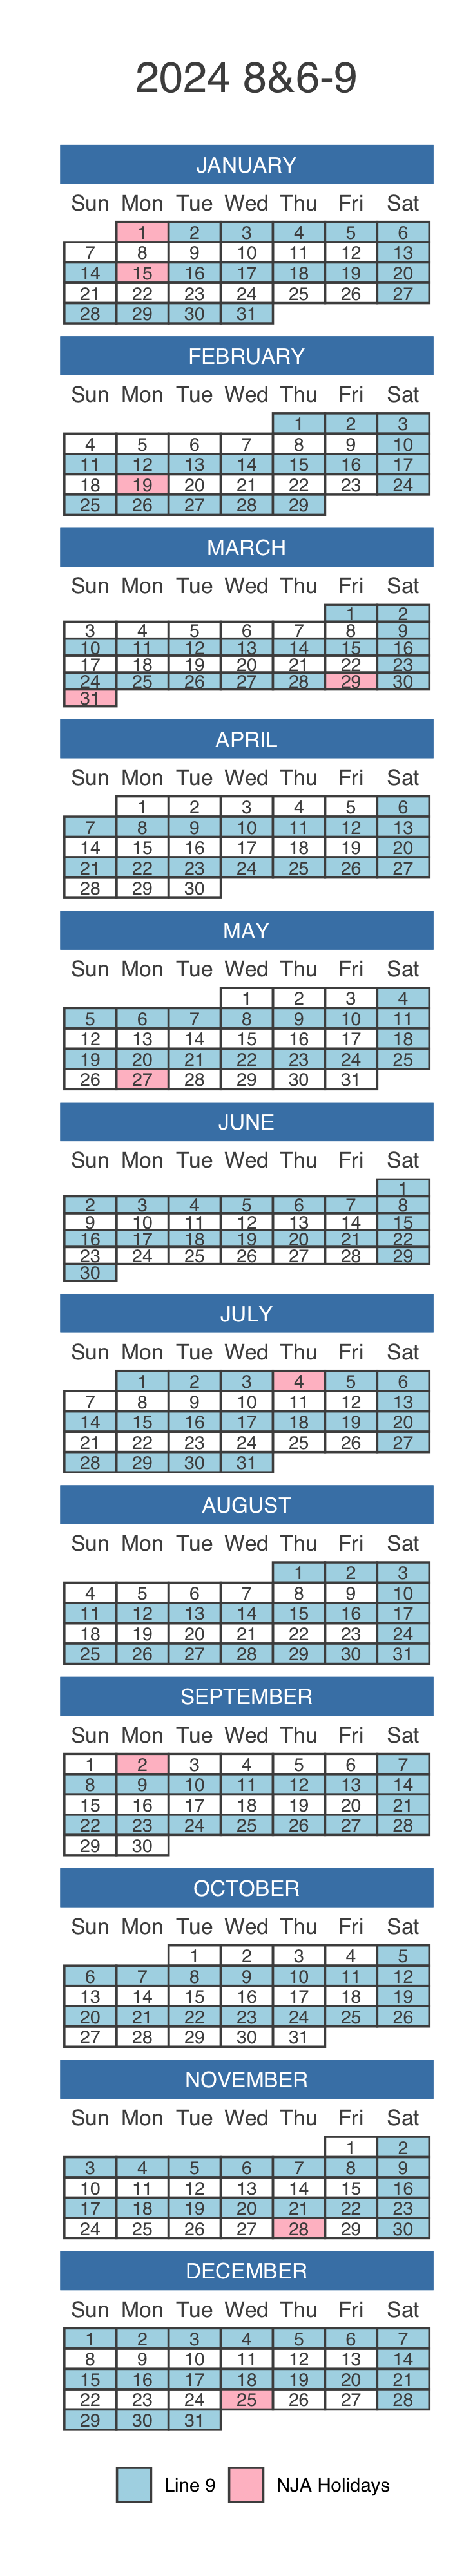 2024 8&6-9
JANUARY
Sun Mon Tue Wed Thu Fri Sat
1 2 3 4 5 6
7 8 9 10 11 12 13
14 15 16 17 18 19 20
21 22 23 24 25 26 27
28 29 30 31
FEBRUARY
Sun Mon Tue Wed Thu Fri Sat
1 2 3
4 5 6 7 8 9 10
11 12 13 14 15 16 17
18 19 20 21 22 23 24
25 26 27 28 29
MARCH
Sun Mon Tue Wed Thu Fri Sat
1 2
3 4 5 6 7 8 9
10 11 12 13 14 15 16
17 18 19 20 21 22 23
24 25 26 27 28 29 30
31
APRIL
Sun Mon Tue Wed Thu Fri Sat
1 2 3 4 5 6
7 8 9 10 11 12 13
14 15 16 17 18 19 20
21 22 23 24 25 26 27
28 29 30
MAY
Sun Mon Tue Wed Thu Fri Sat
1 2 3 4
5 6 7 8 9 10 11
12 13 14 15 16 17 18
19 20 21 22 23 24 25
26 27 28 29 30 31
JUNE
Sun Mon Tue Wed Thu Fri Sat
1
2 3 4 5 6 7 8
9 10 11 12 13 14 15
16 17 18 19 20 21 22
23 24 25 26 27 28 29
30
JULY
Sun Mon Tue Wed Thu Fri Sat
1 2 3 4 5 6
7 8 9 10 11 12 13
14 15 16 17 18 19 20
21 22 23 24 25 26 27
28 29 30 31
AUGUST
Sun Mon Tue Wed Thu Fri Sat
1 2 3
4 5 6 7 8 9 10
11 12 13 14 15 16 17
18 19 20 21 22 23 24
25 26 27 28 29 30 31
SEPTEMBER
Sun Mon Tue Wed Thu Fri Sat
1 2 3 4 5 6 7
8 9 10 11 12 13 14
15 16 17 18 19 20 21
22 23 24 25 26 27 28
29 30
OCTOBER
Sun Mon Tue Wed Thu Fri Sat
1 2 3 4 5
6 7 8 9 10 11 12
13 14 15 16 17 18 19
20 21 22 23 24 25 26
27 28 29 30 31
NOVEMBER
Sun Mon Tue Wed Thu Fri Sat
1 2
3 4 5 6 7 8 9
10 11 12 13 14 15 16
17 18 19 20 21 22 23
24 25 26 27 28 29 30
DECEMBER
Sun Mon Tue Wed Thu Fri Sat
1 2 3 4 5 6 7
8 9 10 11 12 13 14
15 16 17 18 19 20 21
22 23 24 25 26 27 28
29 30 31
Line 9 NJA Holidays